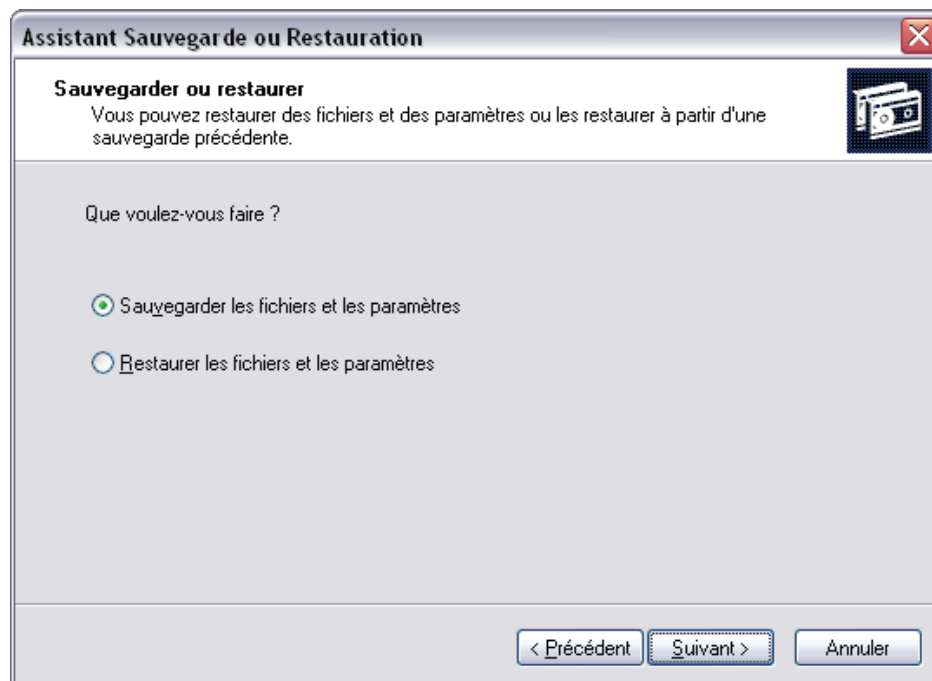 Assistant Sauvegarde ou Restauration
Sauvegarder ou restaurer
Vous pouvez restaurer des fichiers et des paramètres ou les restaurer à partir d'une
sauvegarde précédente.
Que voulez-vous faire ?
Sauvegarder les fichiers et les paramètres
Restaurer les fichiers et les paramètres
< Précédent Suivant > Annuler